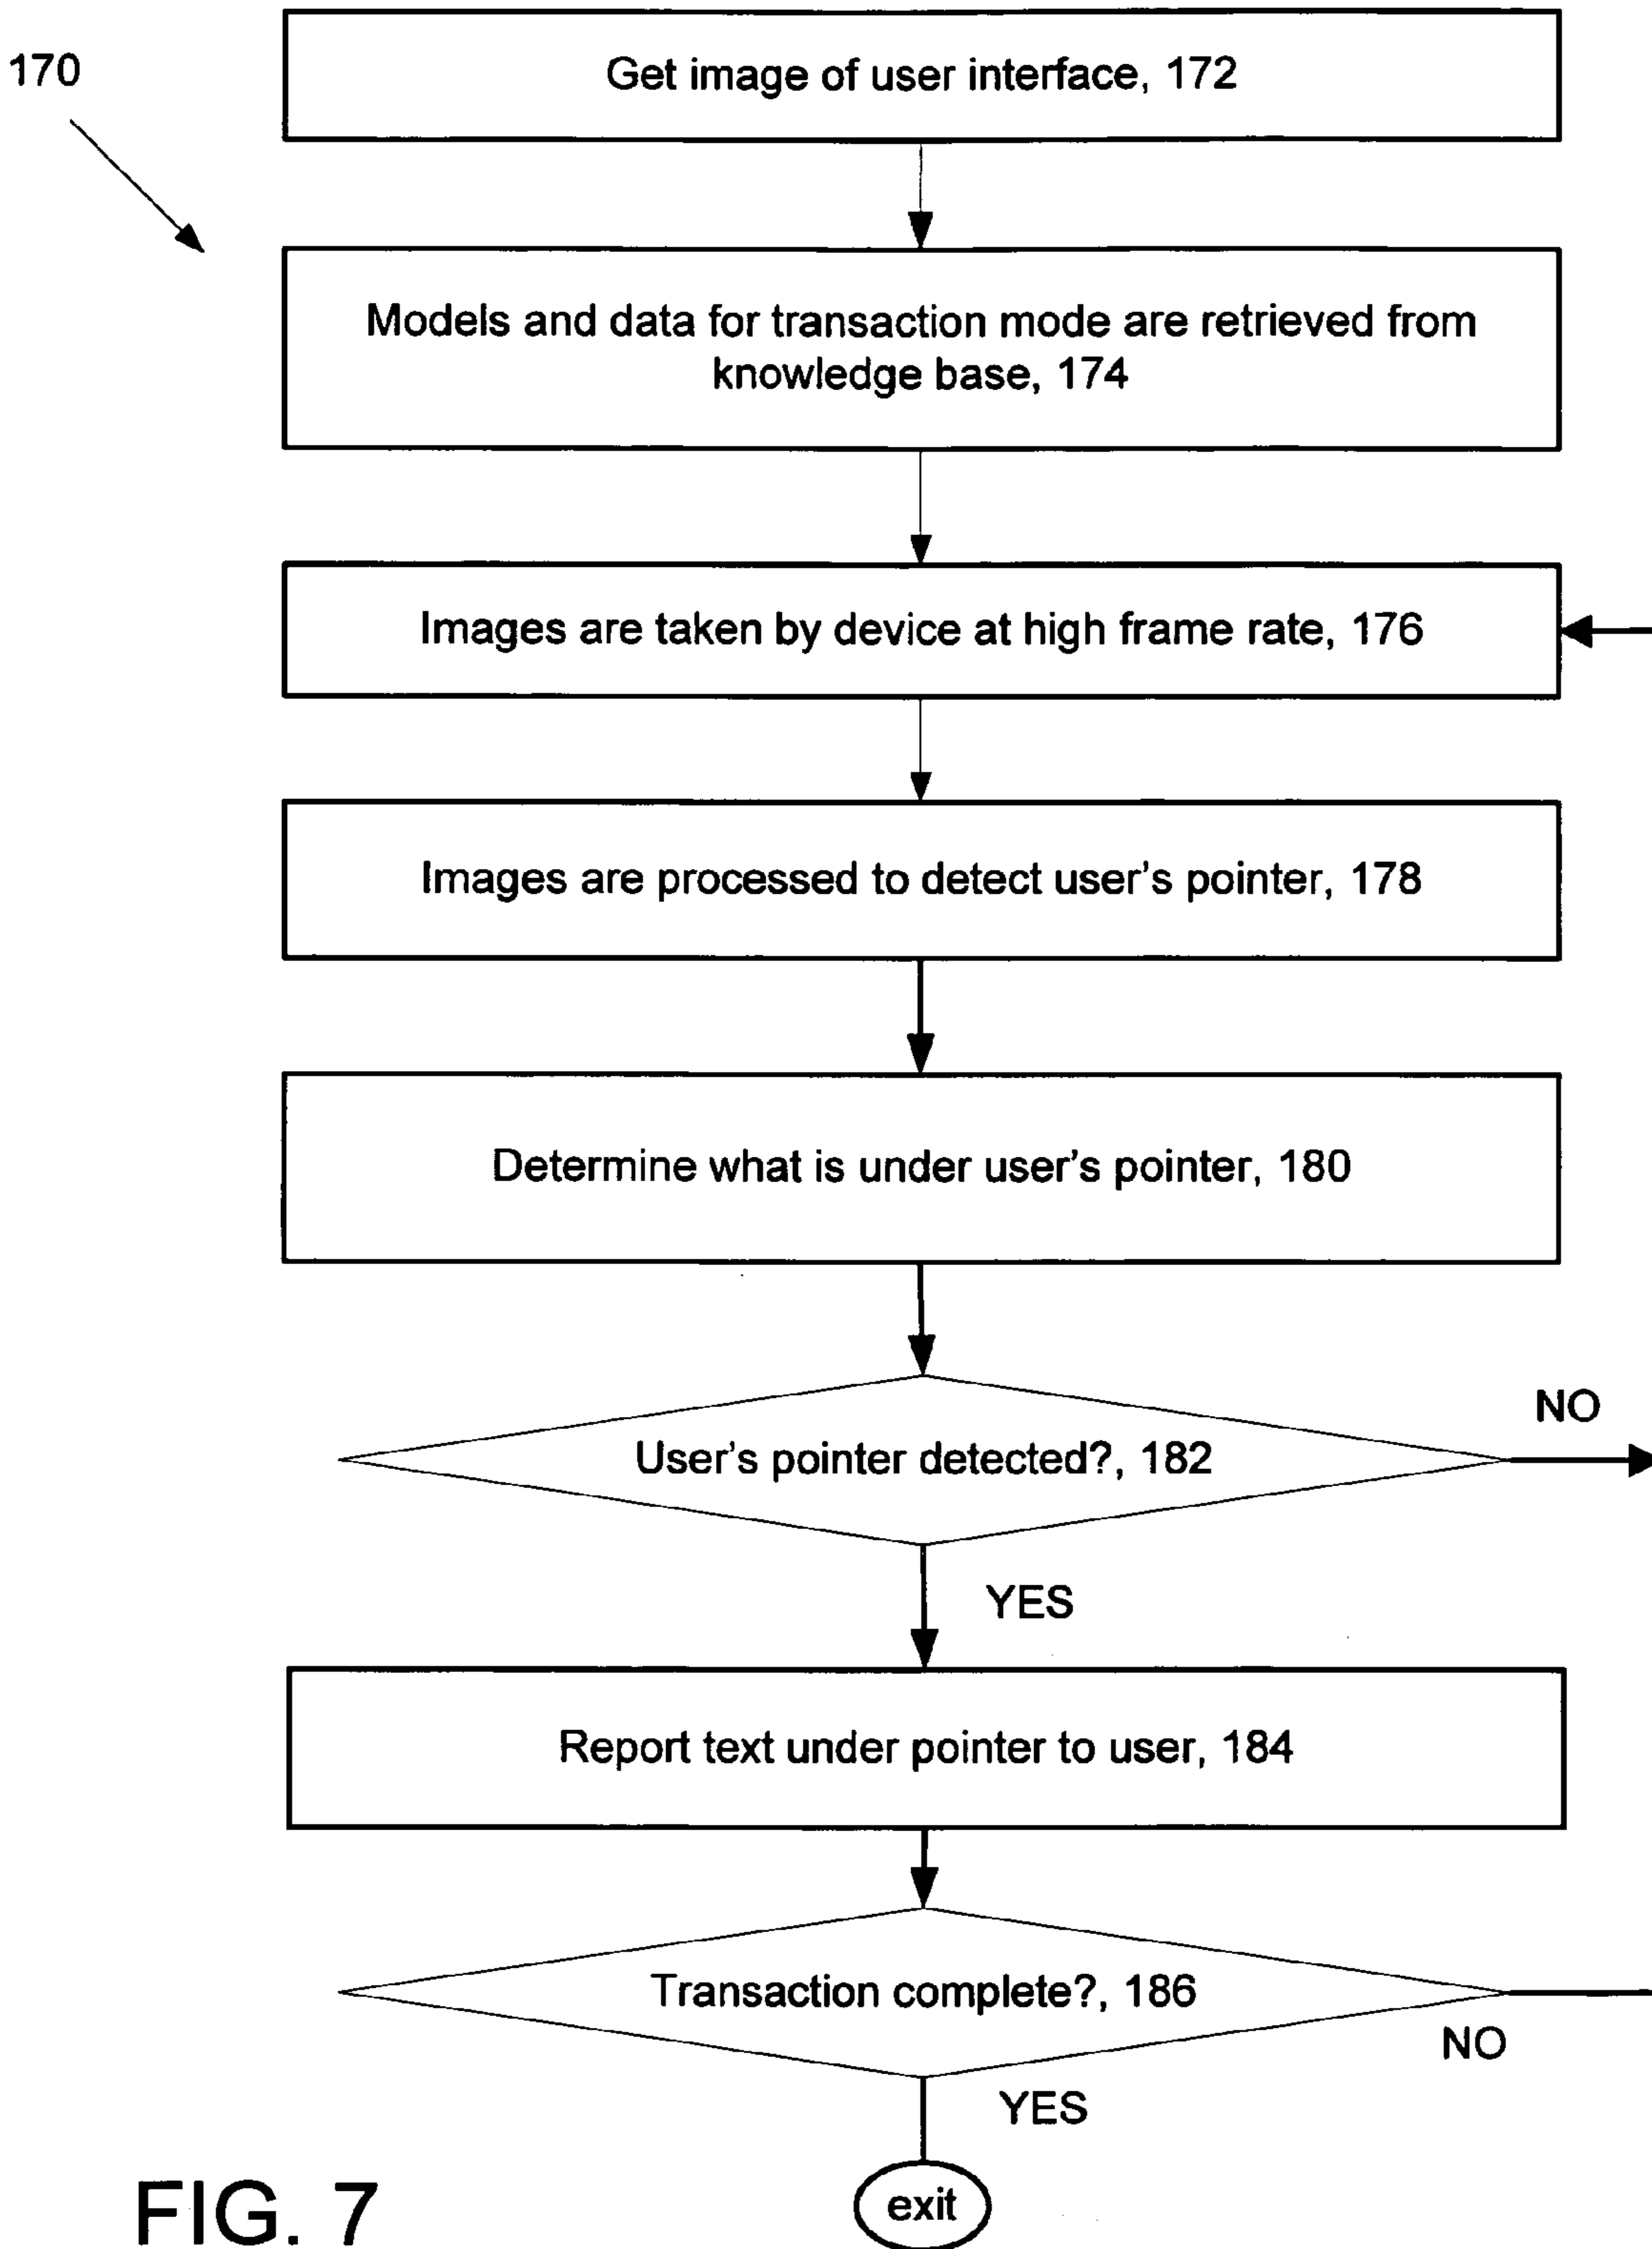 170
Get image of user interface, 172
Models and data for transaction mode are retrieved from
knowledge base, 174
Images are taken by device at high frame rate, 176
Images are processed to detect user's pointer, 178
Determine what is under user's pointer, 180
User's pointer detected?, 182
NO
YES
Report text under pointer to user, 184
Transaction complete?, 186
NO
YES
exit
FIG. 7